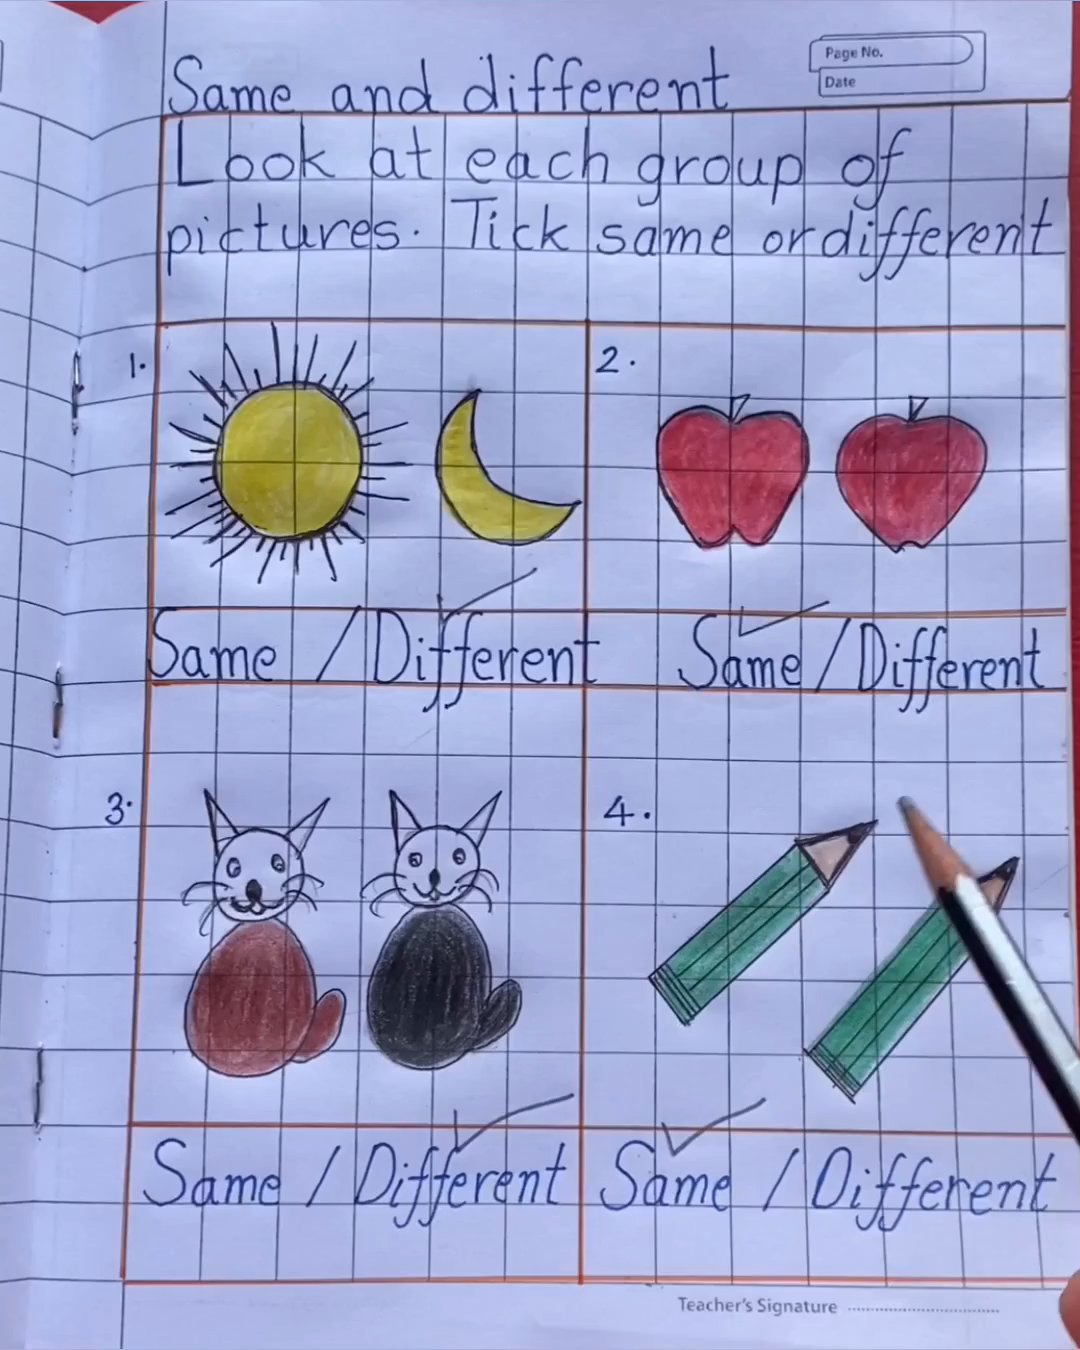 Page No.
Date
Same and different
Look at each group of
pictures. Tick same or different
1.
2.
Same / Different
Same / Different
3.
4.
Same / Different
Same / Different
Teacher's Signature